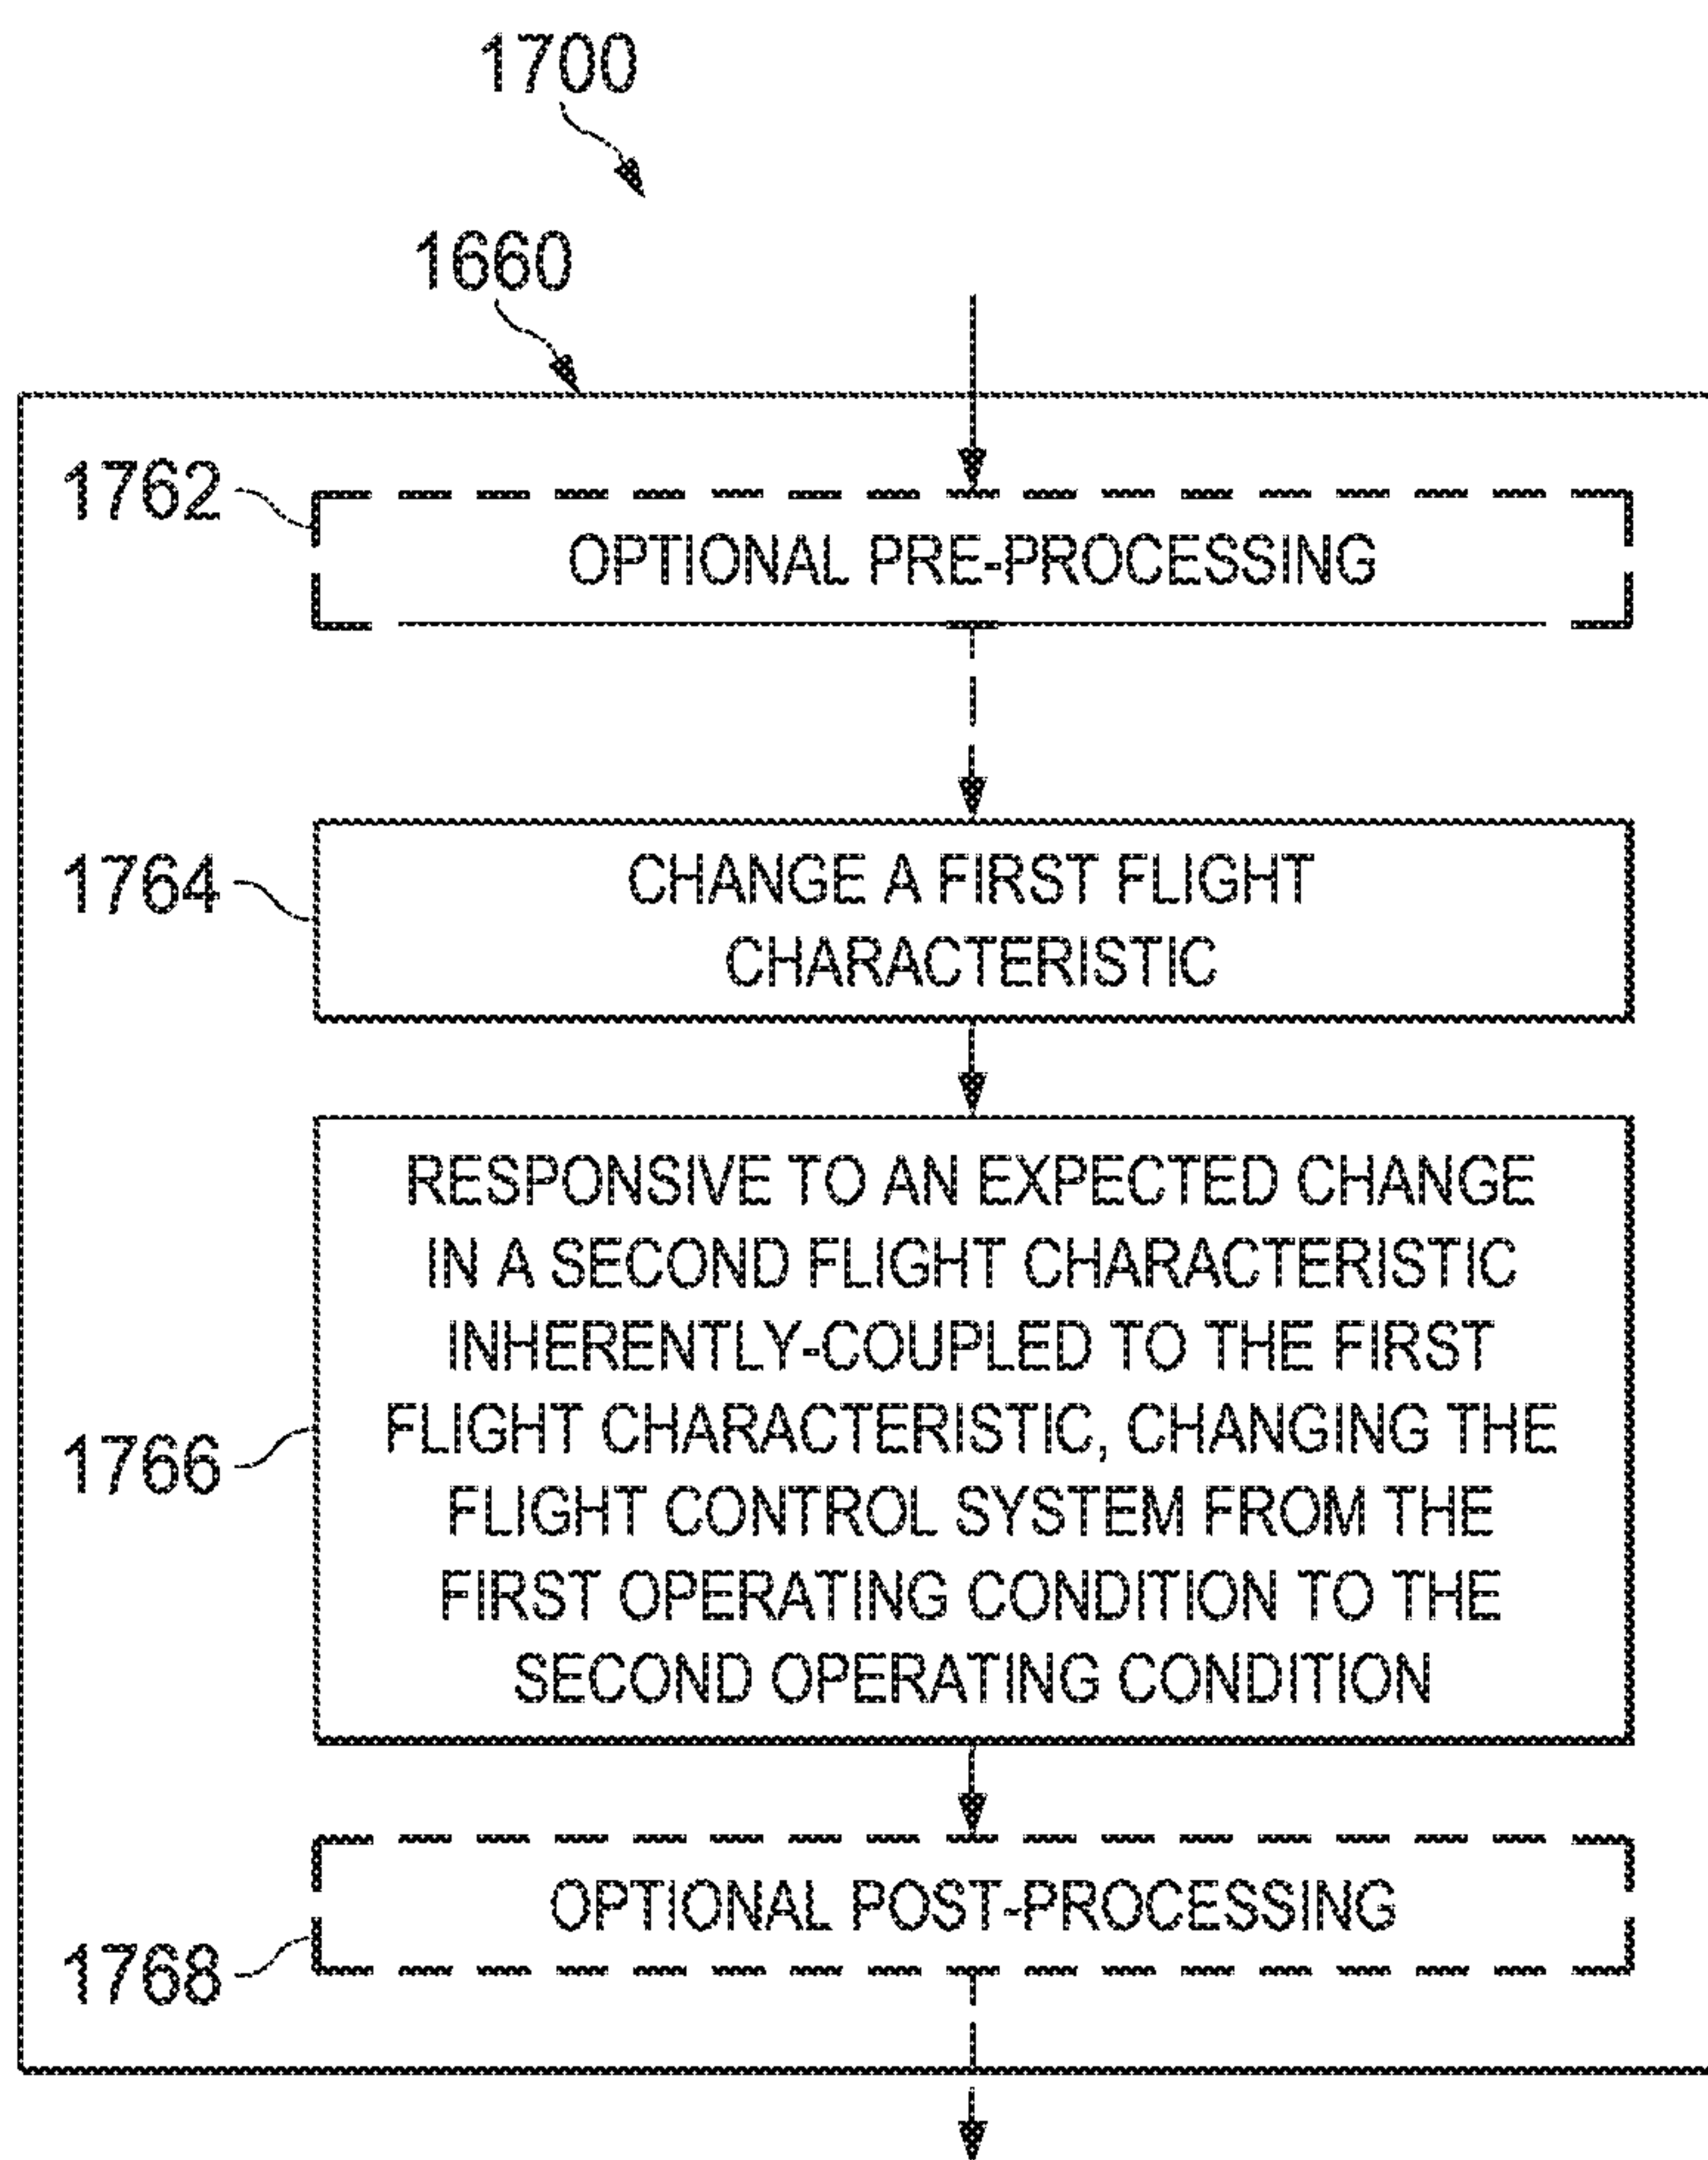 1700
1660
1762
OPTIONAL PRE-PROCESSING
1764
CHANGE A FIRST FLIGHT
CHARACTERISTIC
1766
RESPONSIVE TO AN EXPECTED CHANGE
IN A SECOND FLIGHT CHARACTERISTIC
INHERENTLY-COUPLED TO THE FIRST
FLIGHT CHARACTERISTIC, CHANGING THE
FLIGHT CONTROL SYSTEM FROM THE
FIRST OPERATING CONDITION TO THE
SECOND OPERATING CONDITION
1768
OPTIONAL POST-PROCESSING